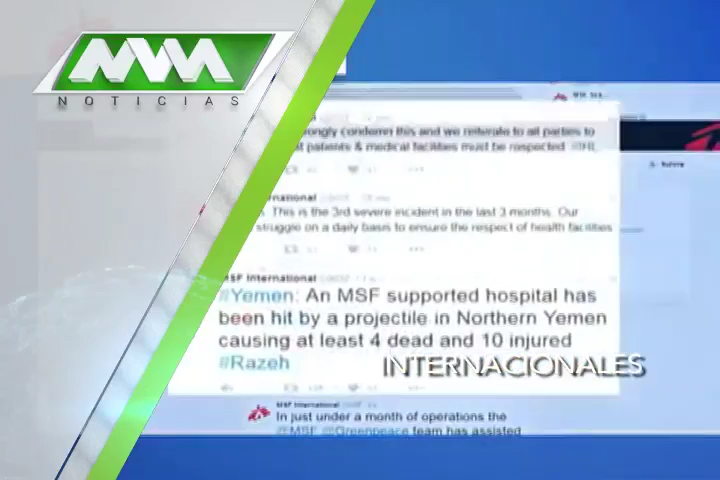 MVM
NOTICIAS
ongly condemn this and we reiterate to all parties to
t patients & medical facilities must be respected
rnational
This is the 3rd severe incident in the last 3 months. Our
struggle on a daily basis to ensure the respect of health facilities
MSF International
#Yemen: An MSF supported hospital has
been hit by a projectile in Northern Yemen
causing at least 4 dead and 10 injured
#Razeh
INTERNACIONALES
MSF International
In just under a month of operations the
#MSF @Greenpeace team has assisted